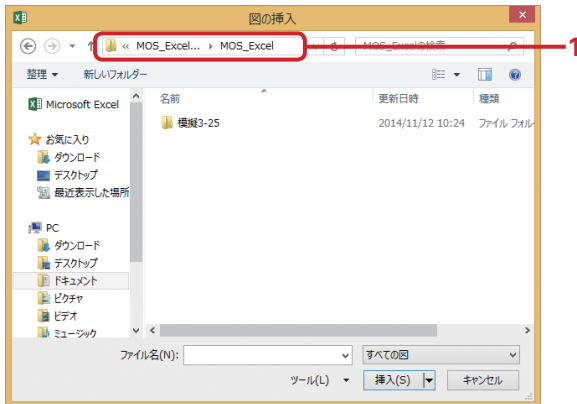 図の挿入
« MOS_Excel... › MOS_Excel
MOS_Excelの検索
1
整理 新しいフォルダー
名前 更新日時 種類
模擬3-25 2014/11/12 10:24 ファイル フォル
Microsoft Excel
お気に入り
ダウンロード
デスクトップ
最近表示した場所
PC
ダウンロード
デスクトップ
ドキュメント
ピクチャ
ビデオ
ミュージック
ファイル名(N): すべての図
ツール(L) 挿入(S) キャンセル